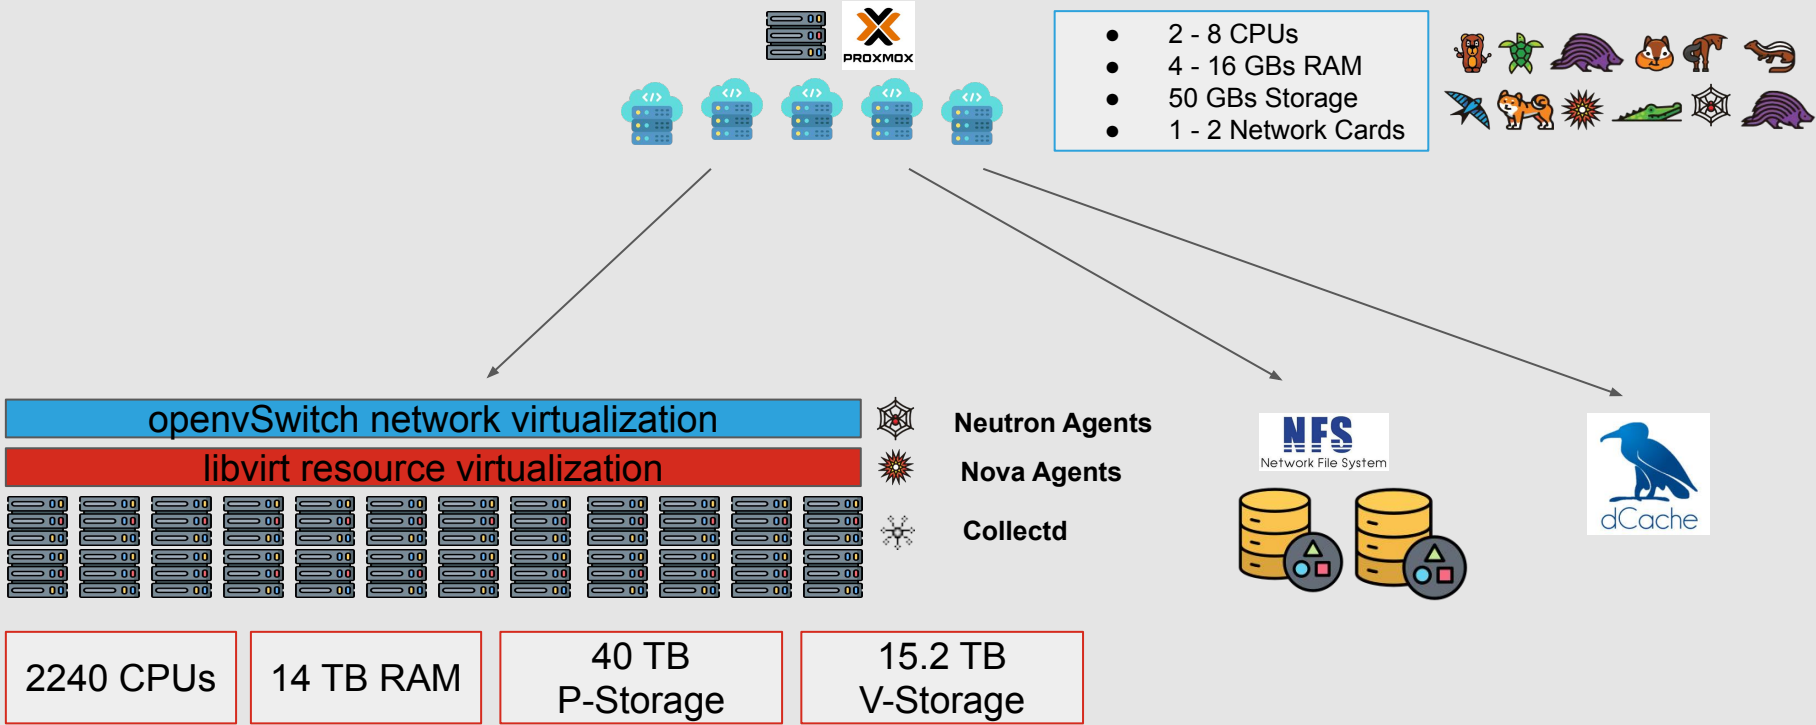 PROXMOX
● 2 - 8 CPUs
● 4 - 16 GBs RAM
● 50 GBs Storage
● 1 - 2 Network Cards
openvSwitch network virtualization
Neutron Agents
libvirt resource virtualization
Nova Agents
Collectd
NFS
Network File System
dCache
2240 CPUs
14 TB RAM
40 TB
P-Storage
15.2 TB
V-Storage